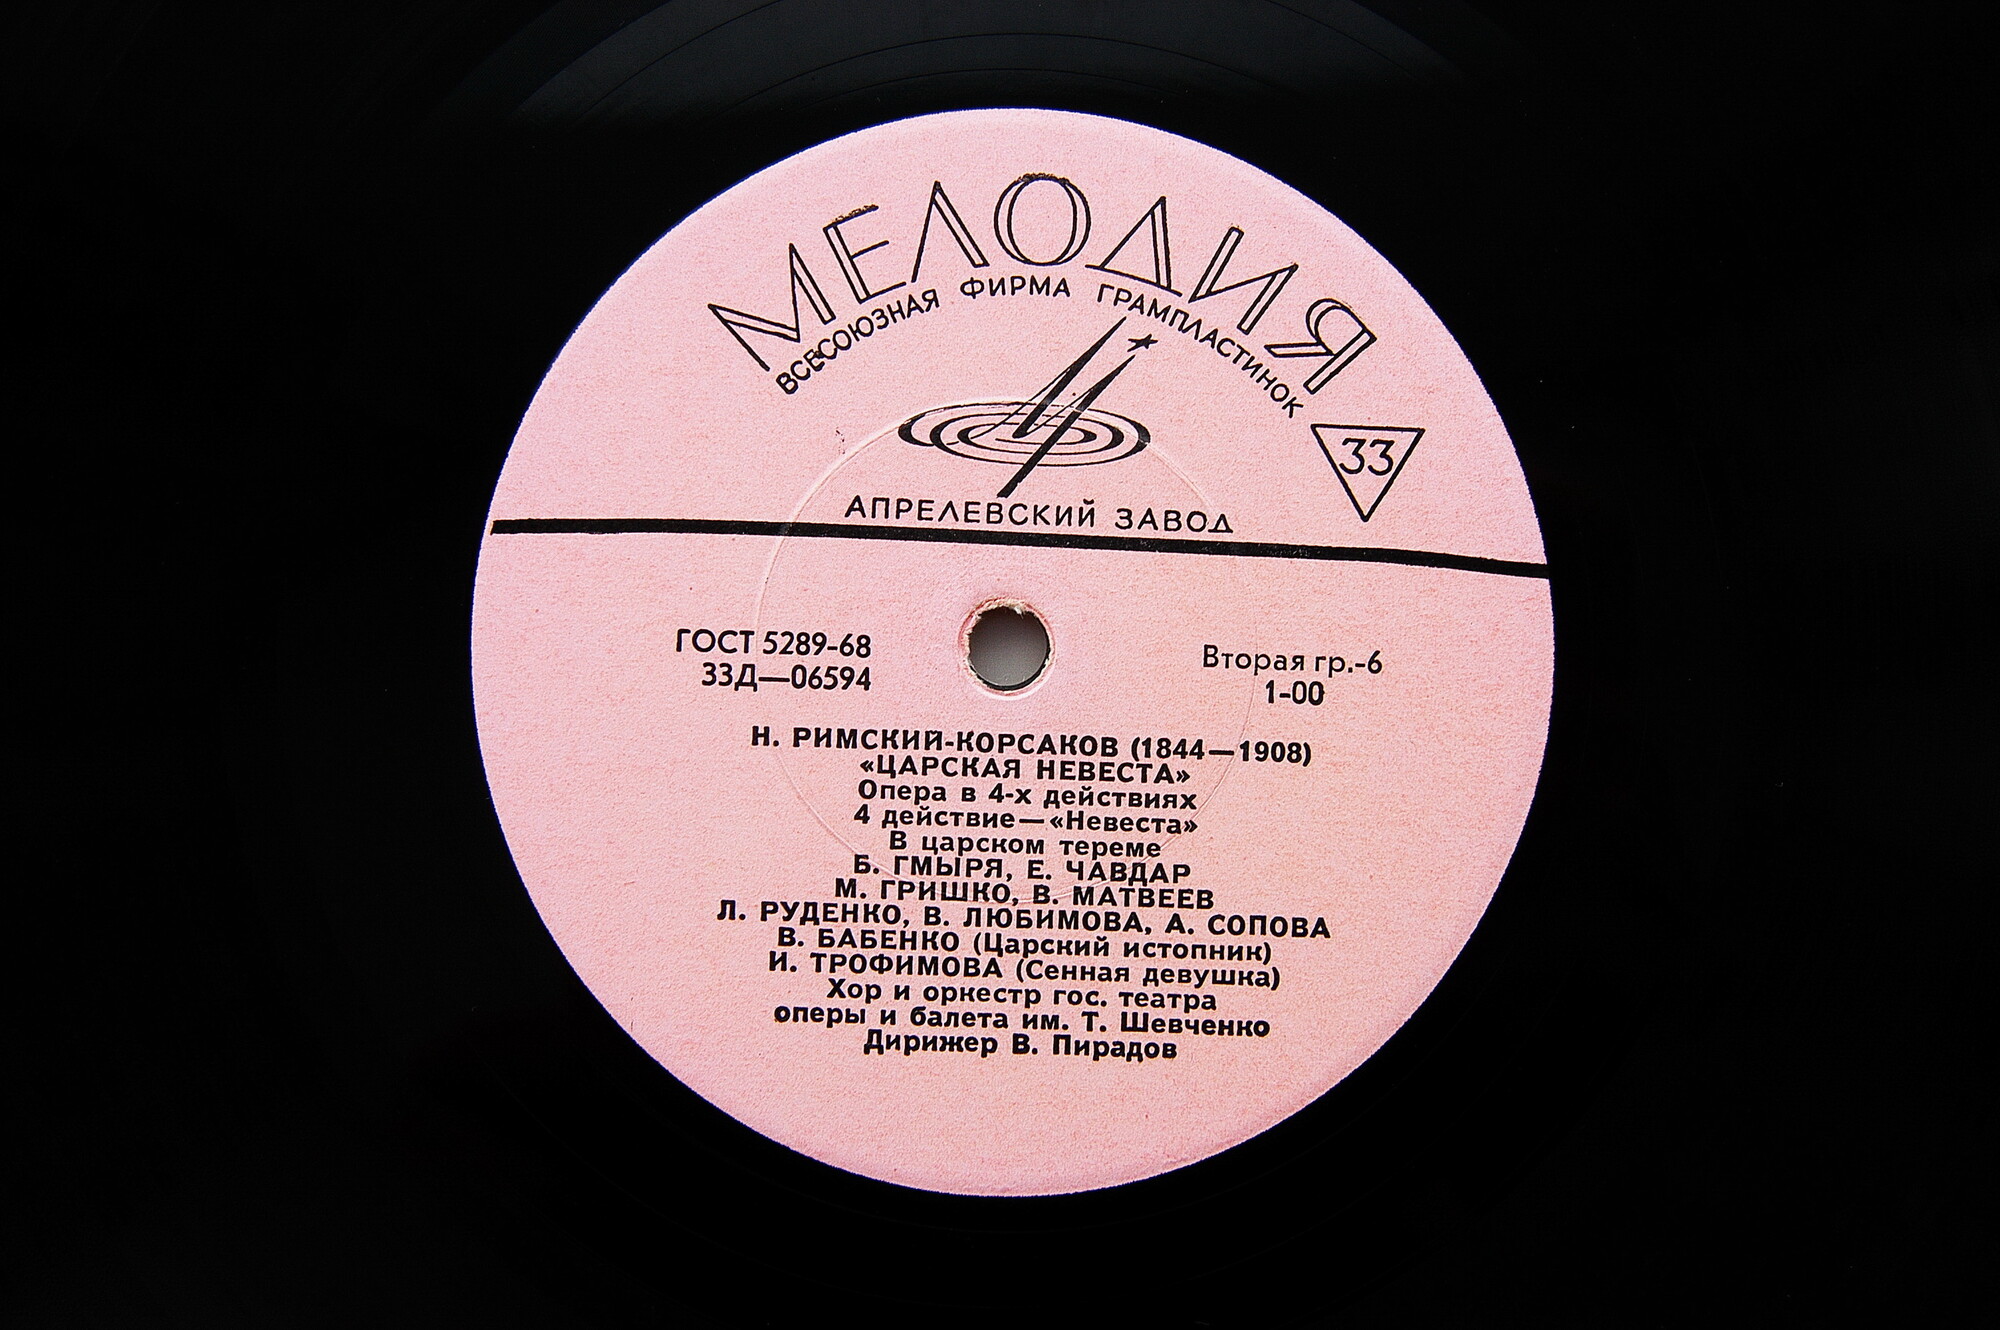 МЕЛОДИЯ
ВСЕСОЮЗНАЯ ФИРМА ГРАМПЛАСТИНОК
33
АПРЕЛЕВСКИЙ ЗАВОД
ГОСТ 5289-68
33Д—06594
Вторая гр.-6
1-00
Н. РИМСКИЙ-КОРСАКОВ (1844—1908)
«ЦАРСКАЯ НЕВЕСТА»
Опера в 4-х действиях
4 действие—«Невеста»
В царском тереме
Б. ГМЫРЯ, Е. ЧАВДАР
М. ГРИШКО, В. МАТВЕЕВ
Л. РУДЕНКО, В. ЛЮБИМОВА, А. СОПОВА
В. БАБЕНКО (Царский истопник)
И. ТРОФИМОВА (Сенная девушка)
Хор и оркестр гос. театра
оперы и балета им. Т. Шевченко
Дирижер В. Пирадов